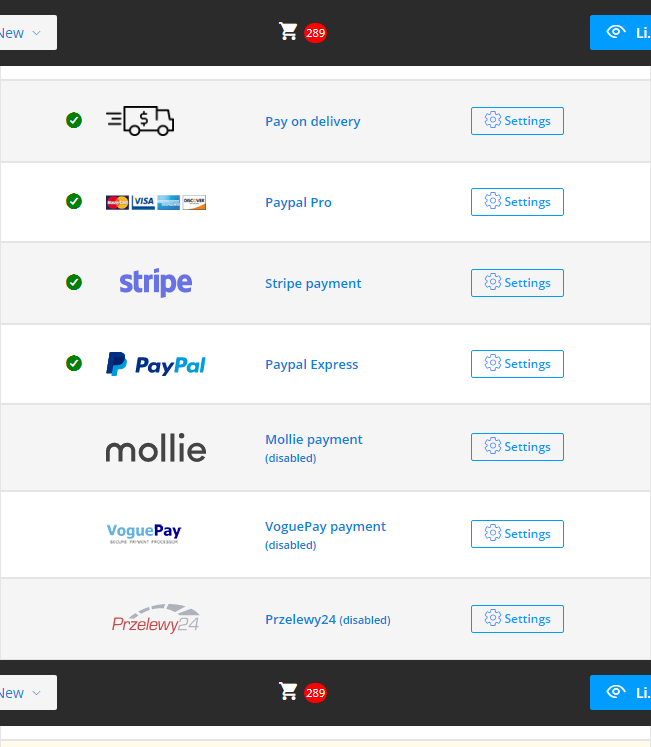 New
289
Li.
$
Pay on delivery
Settings
MasterCard
VISA
DISCOVER
Paypal Pro
Settings
stripe
Stripe payment
Settings
PayPal
Paypal Express
Settings
mollie
Mollie payment
(disabled)
Settings
VoguePay
SECURE PAYMENT PROCESSOR
VoguePay payment
(disabled)
Settings
Przelewy24
Przelewy24 (disabled)
Settings
New
289
Li.